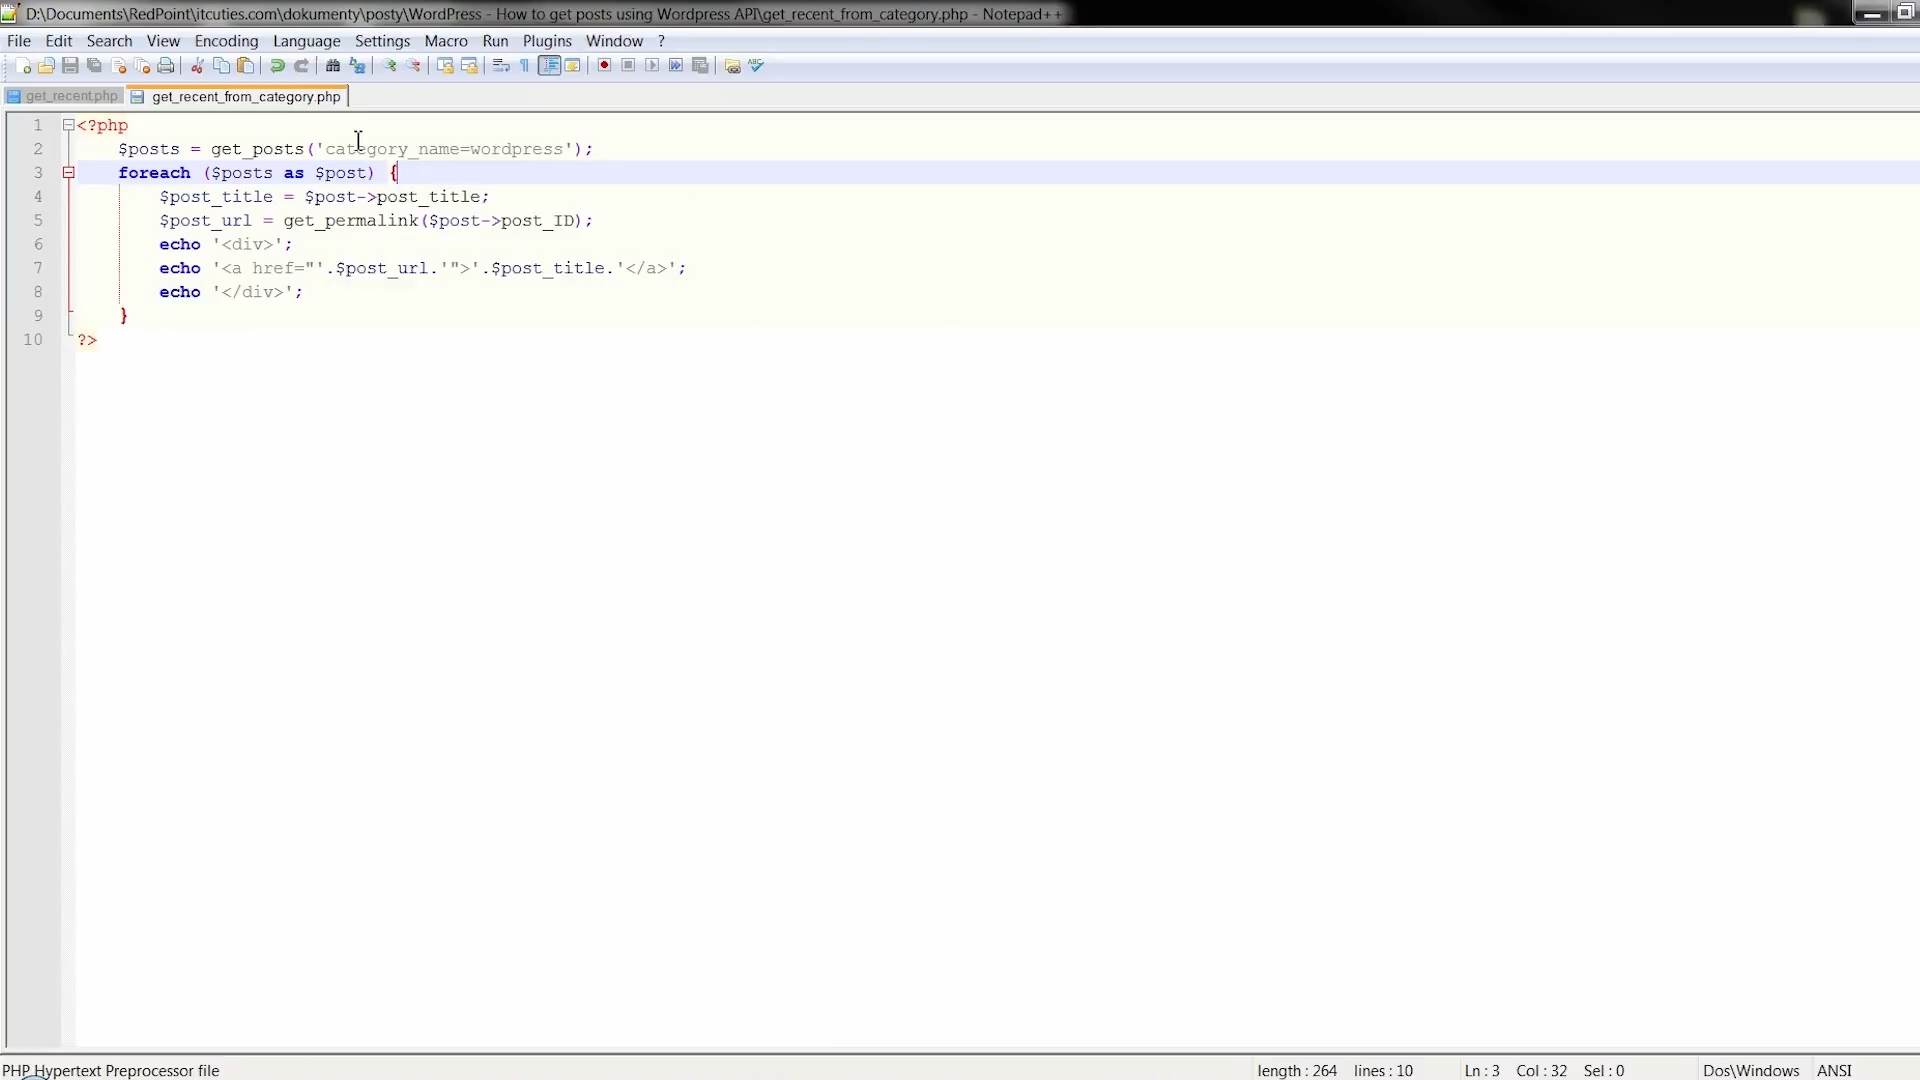 D:\Documents\RedPoint\itcuties.com\dokumenty\posty\WordPress - How to get posts using Wordpress API\get_recent_from_category.php - Notepad++
File Edit Search View Encoding Language Settings Macro Run Plugins Window ?
get_recent.php get_recent_from_category.php
1 <?php
2 $posts = get_posts('category_name=wordpress');
3 foreach ($posts as $post) {
4 $post_title = $post->post_title;
5 $post_url = get_permalink($post->post_ID);
6 echo '<div>';
7 echo '<a href="'.$post_url.'">'.$post_title.'</a>';
8 echo '</div>';
9 }
10 ?>
PHP Hypertext Preprocessor file length : 264 lines : 10 Ln : 3 Col : 32 Sel : 0 Dos\Windows ANSI